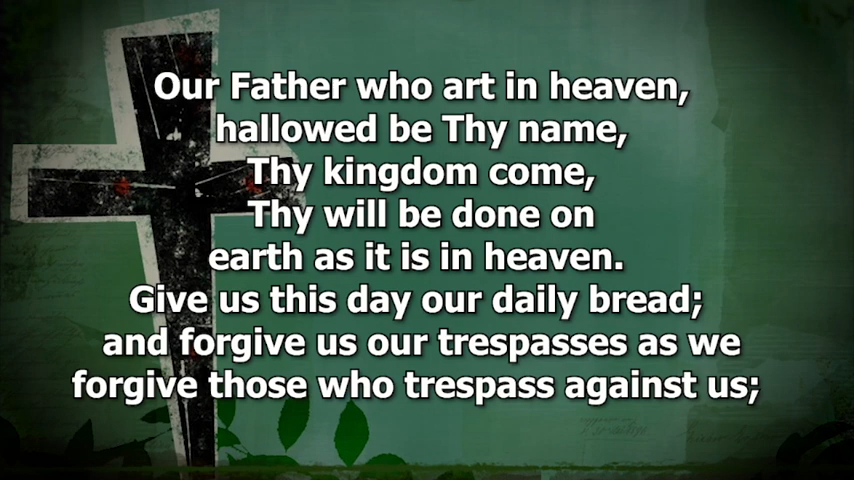 Our Father who art in heaven,
hallowed be Thy name,
Thy kingdom come,
Thy will be done on
earth as it is in heaven.
Give us this day our daily bread;
and forgive us our trespasses as we
forgive those who trespass against us;